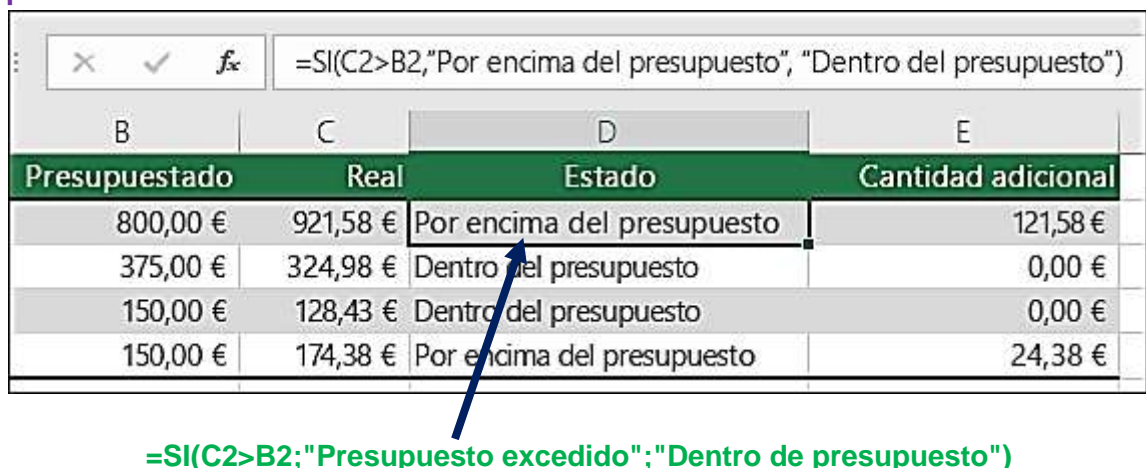 fx =SI(C2>B2,"Por encima del presupuesto", "Dentro del presupuesto")
B C D E
Presupuestado Real Estado Cantidad adicional
800,00 € 921,58 € Por encima del presupuesto 121,58 €
375,00 € 324,98 € Dentro del presupuesto 0,00 €
150,00 € 128,43 € Dentro del presupuesto 0,00 €
150,00 € 174,38 € Por encima del presupuesto 24,38 €
=SI(C2>B2;"Presupuesto excedido";"Dentro de presupuesto")